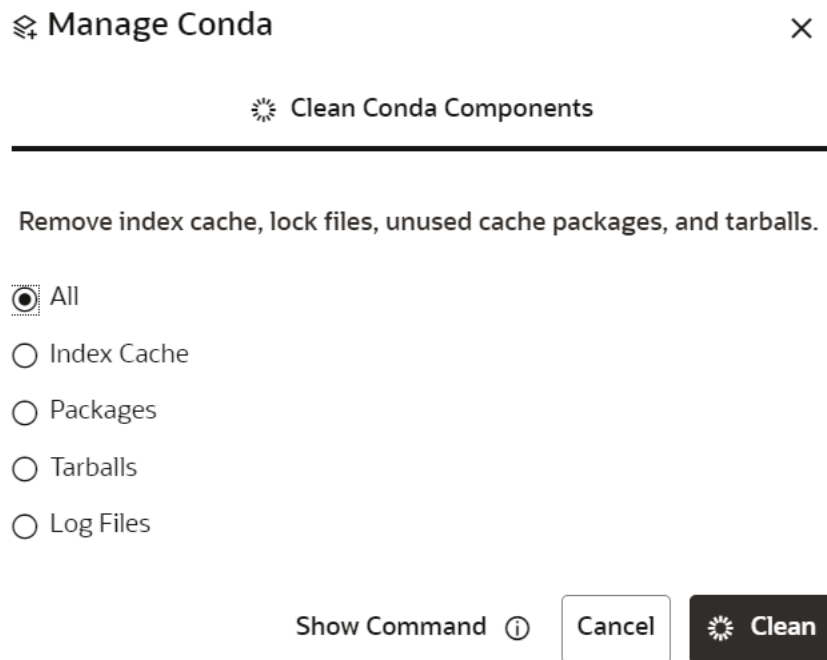 Manage Conda
Clean Conda Components
Remove index cache, lock files, unused cache packages, and tarballs.
All
Index Cache
Packages
Tarballs
Log Files
Show Command
Cancel
Clean